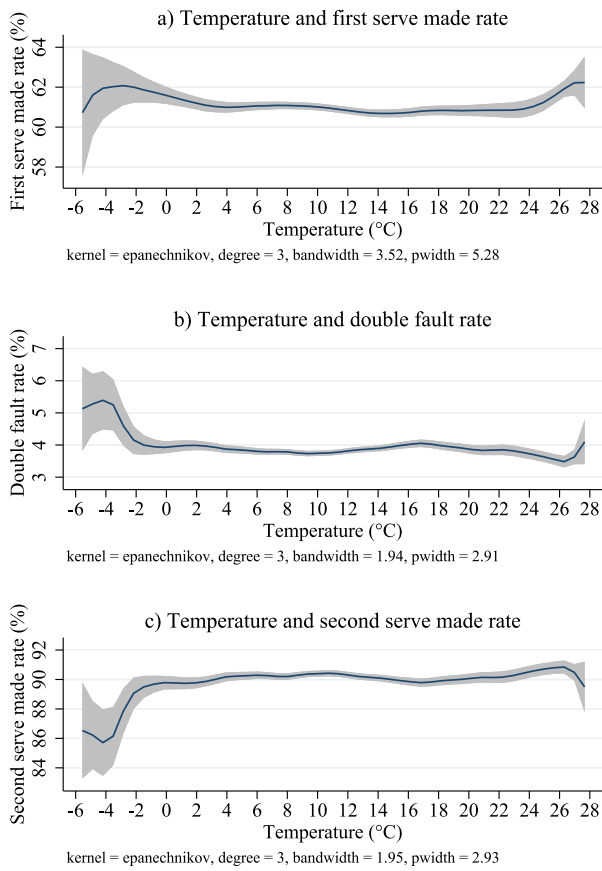 a) Temperature and first serve made rate
First serve made rate (%)
64
62
60
58
-6 -4 -2 0 2 4 6 8 10 12 14 16 18 20 22 24 26 28
Temperature (°C)
kernel = epanechnikov, degree = 3, bandwidth = 3.52, pwidth = 5.28
b) Temperature and double fault rate
Double fault rate (%)
7
6
5
4
3
-6 -4 -2 0 2 4 6 8 10 12 14 16 18 20 22 24 26 28
Temperature (°C)
kernel = epanechnikov, degree = 3, bandwidth = 1.94, pwidth = 2.91
c) Temperature and second serve made rate
Second serve made rate (%)
92
90
88
86
84
-6 -4 -2 0 2 4 6 8 10 12 14 16 18 20 22 24 26 28
Temperature (°C)
kernel = epanechnikov, degree = 3, bandwidth = 1.95, pwidth = 2.93